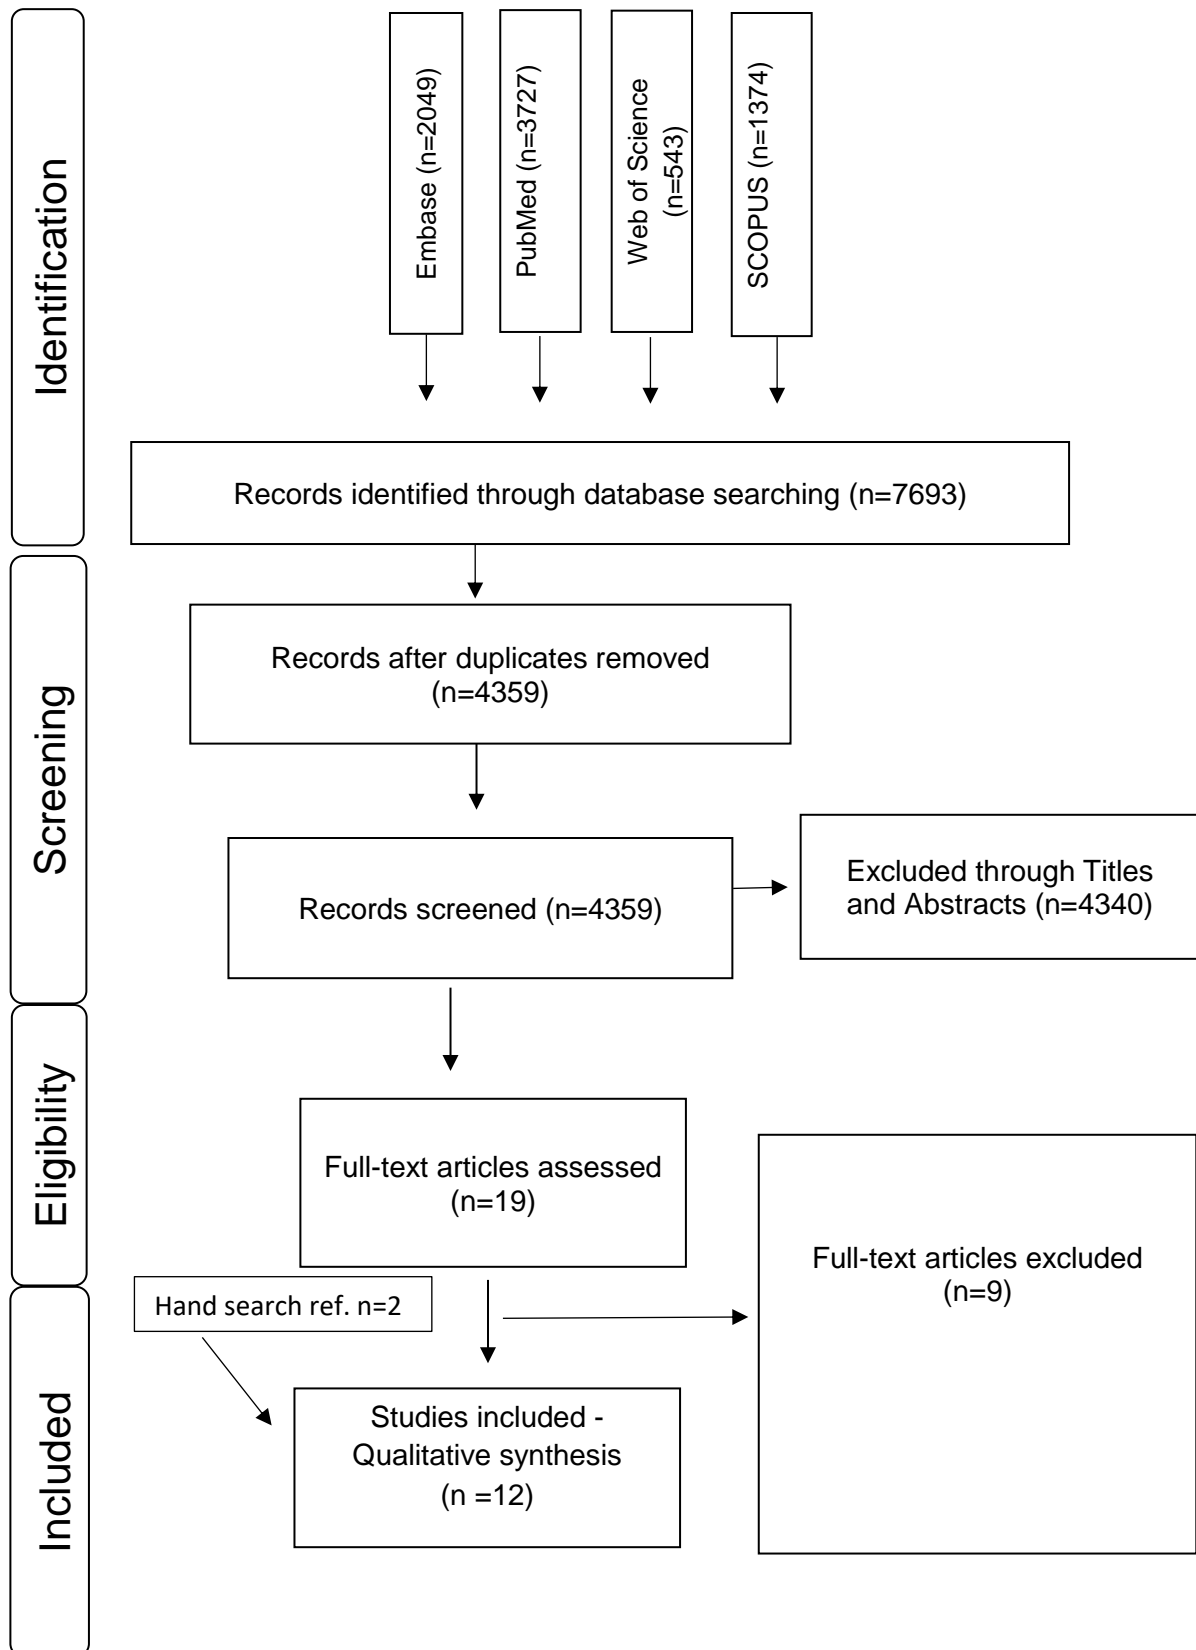 Identification
Embase (n=2049)
PubMed (n=3727)
Web of Science
(n=543)
SCOPUS (n=1374)
Records identified through database searching (n=7693)
Screening
Records after duplicates removed
(n=4359)
Records screened (n=4359)
Excluded through Titles
and Abstracts (n=4340)
Eligibility
Full-text articles assessed
(n=19)
Full-text articles excluded
(n=9)
Included
Hand search ref. n=2
Studies included -
Qualitative synthesis
(n =12)